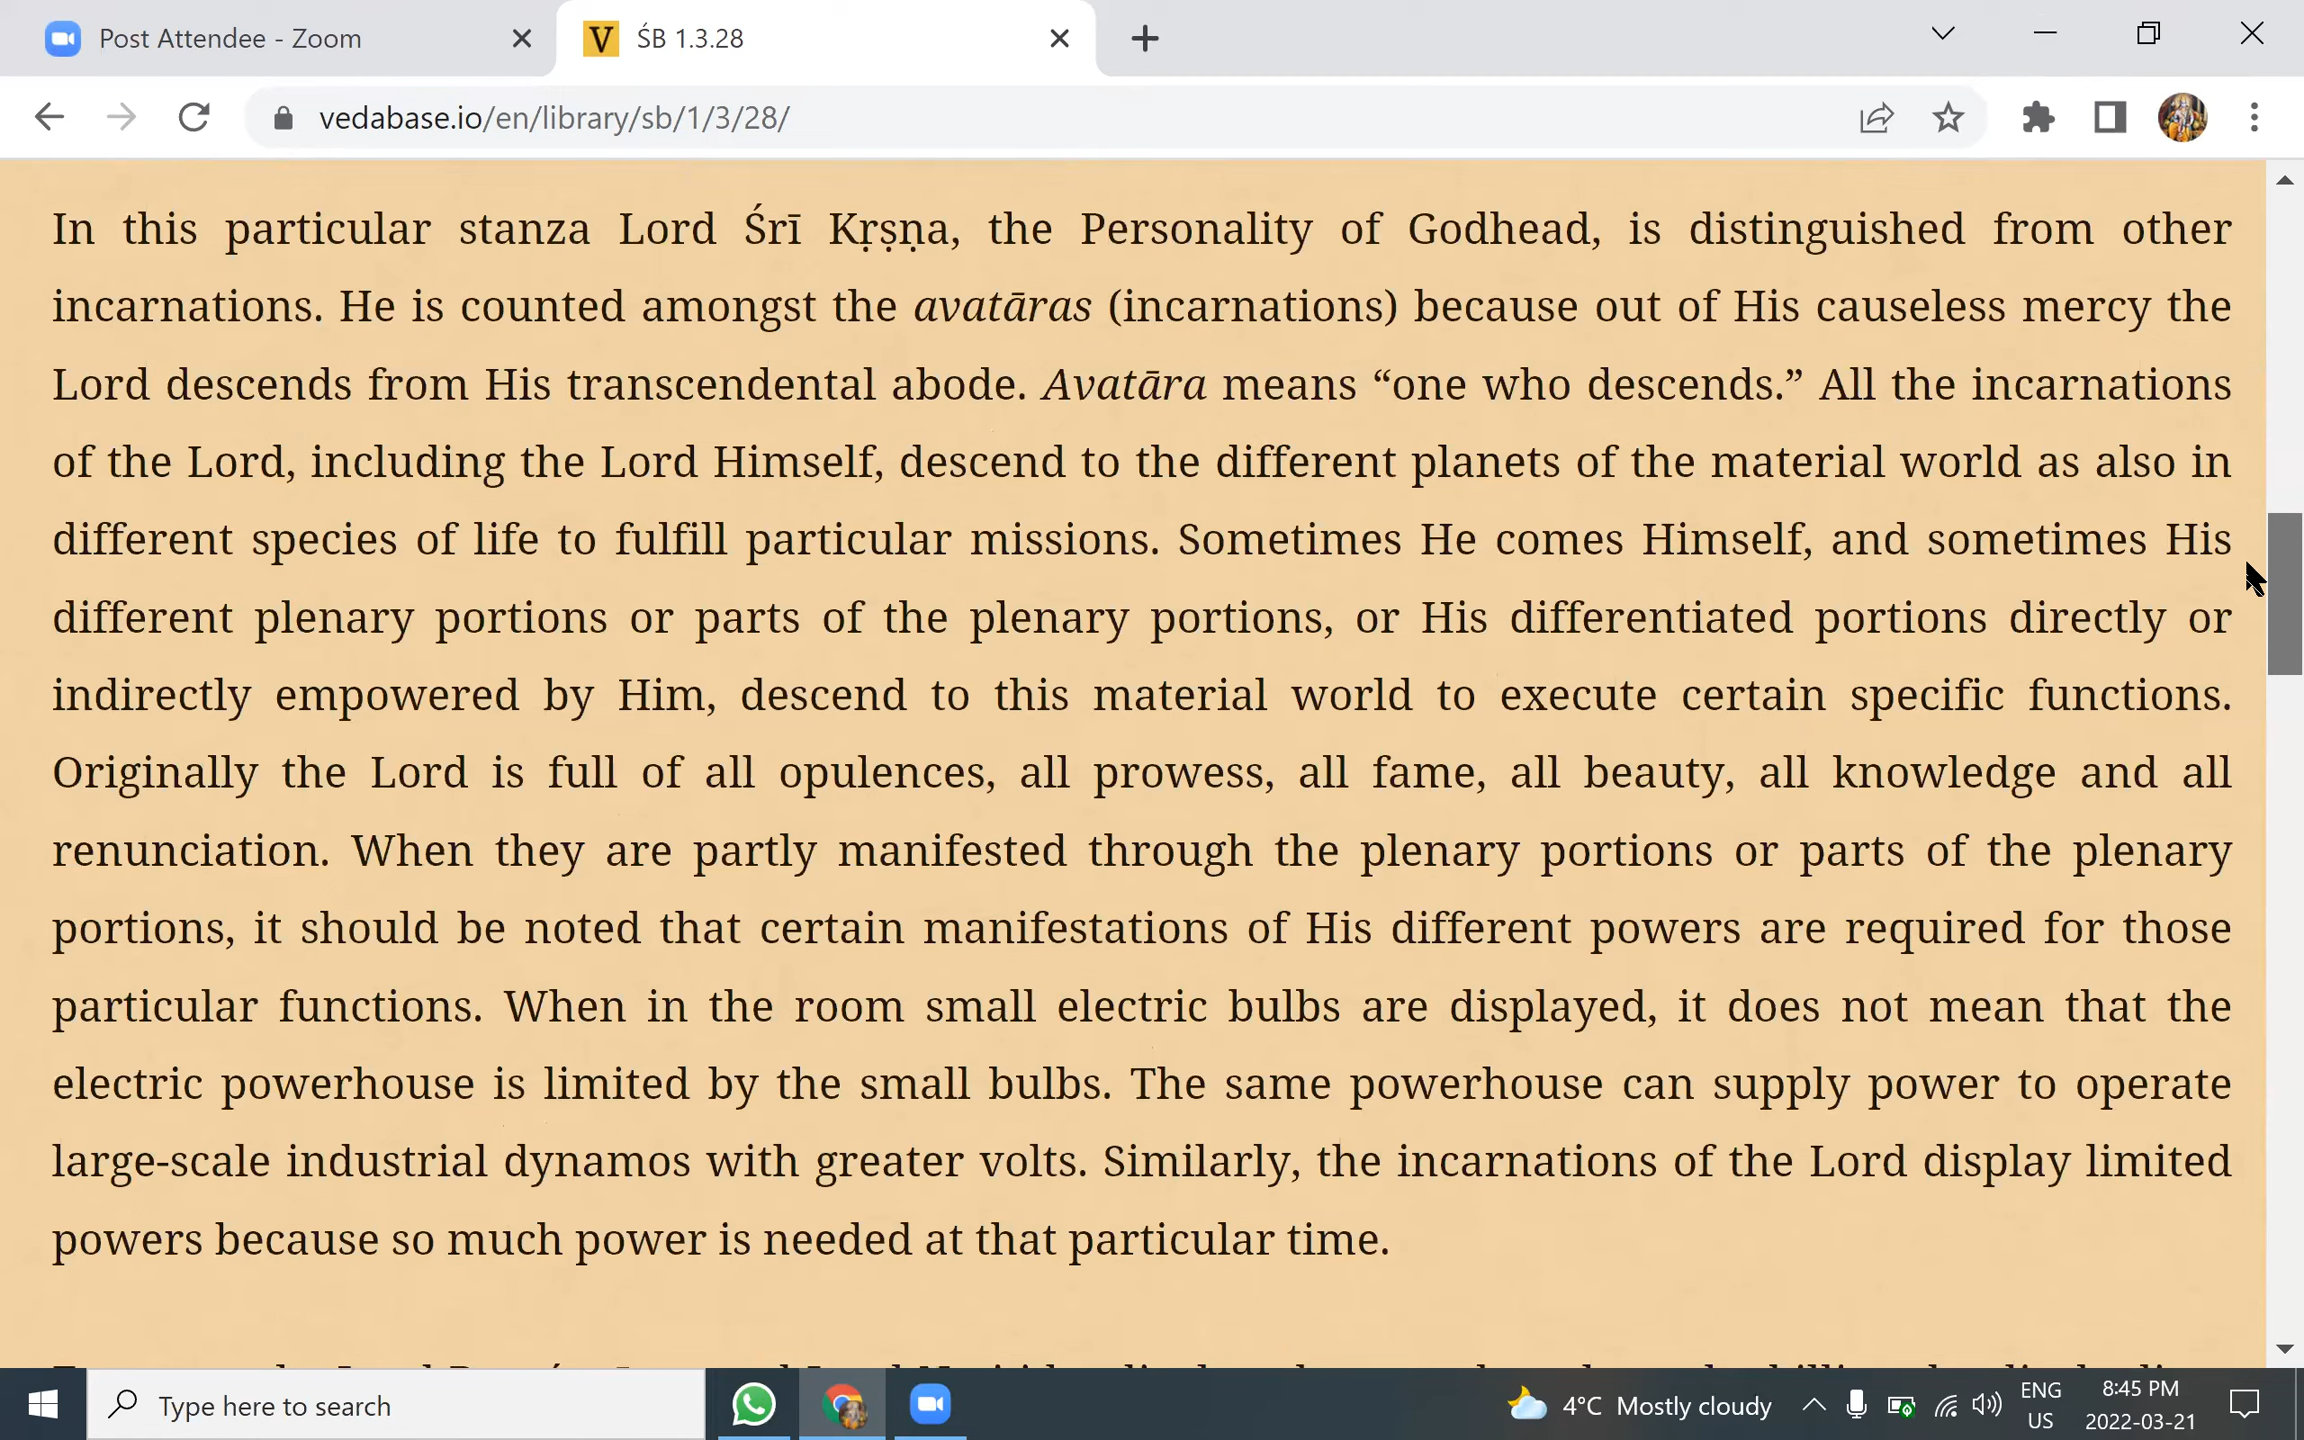 Post Attendee - Zoom
V ŚB 1.3.28
vedabase.io/en/library/sb/1/3/28/
In this particular stanza Lord Śrī Kṛṣṇa, the Personality of Godhead, is distinguished from other
incarnations. He is counted amongst the avatāras (incarnations) because out of His causeless mercy the
Lord descends from His transcendental abode. Avatāra means “one who descends.” All the incarnations
of the Lord, including the Lord Himself, descend to the different planets of the material world as also in
different species of life to fulfill particular missions. Sometimes He comes Himself, and sometimes His
different plenary portions or parts of the plenary portions, or His differentiated portions directly or
indirectly empowered by Him, descend to this material world to execute certain specific functions.
Originally the Lord is full of all opulences, all prowess, all fame, all beauty, all knowledge and all
renunciation. When they are partly manifested through the plenary portions or parts of the plenary
portions, it should be noted that certain manifestations of His different powers are required for those
particular functions. When in the room small electric bulbs are displayed, it does not mean that the
electric powerhouse is limited by the small bulbs. The same powerhouse can supply power to operate
large-scale industrial dynamos with greater volts. Similarly, the incarnations of the Lord display limited
powers because so much power is needed at that particular time.
Type here to search
4°C Mostly cloudy
ENG
US
8:45 PM
2022-03-21